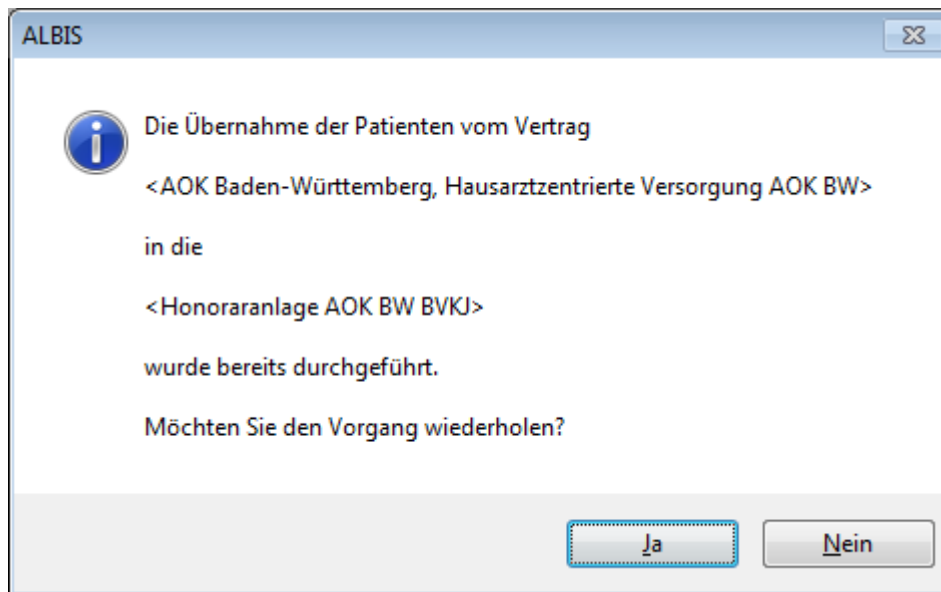 ALBIS
Die Übernahme der Patienten vom Vertrag
<AOK Baden-Württemberg, Hausarztzentrierte Versorgung AOK BW>
in die
<Honoraranlage AOK BW BVKJ>
wurde bereits durchgeführt.
Möchten Sie den Vorgang wiederholen?
Ja
Nein